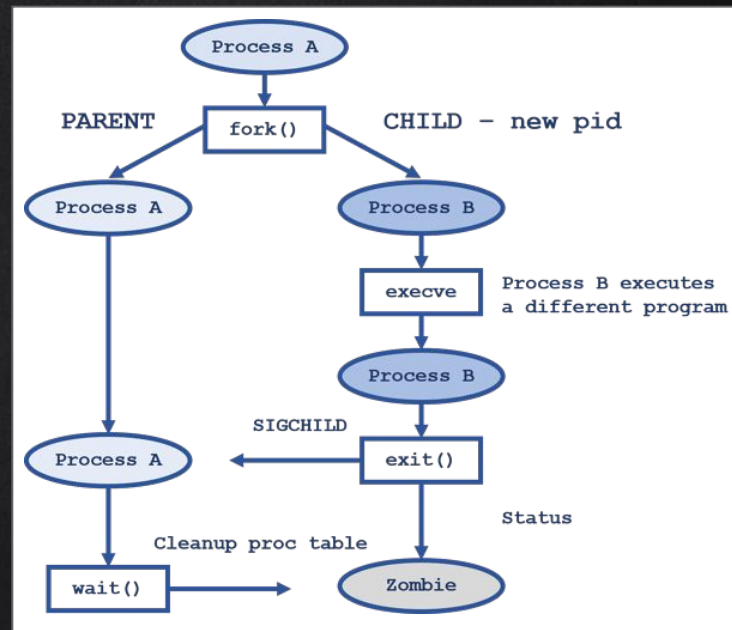 Process A
PARENT
fork()
CHILD – new pid
Process A
Process B
execve
Process B executes
a different program
Process B
SIGCHILD
Process A
exit()
Status
Cleanup proc table
wait()
Zombie